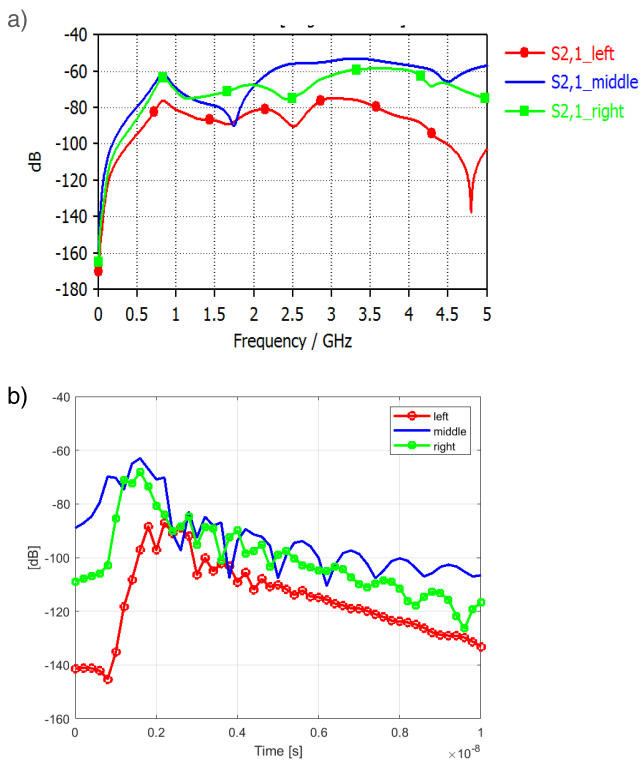 a)
-40
-60
-80
-100
-120
-140
-160
-180
dB
0 0.5 1 1.5 2 2.5 3 3.5 4 4.5 5
Frequency / GHz
S2,1_left
S2,1_middle
S2,1_right
b)
-40
-60
-80
-100
-120
-140
-160
[dB]
0 0.2 0.4 0.6 0.8 1
Time [s]
×10⁻⁸
left
middle
right